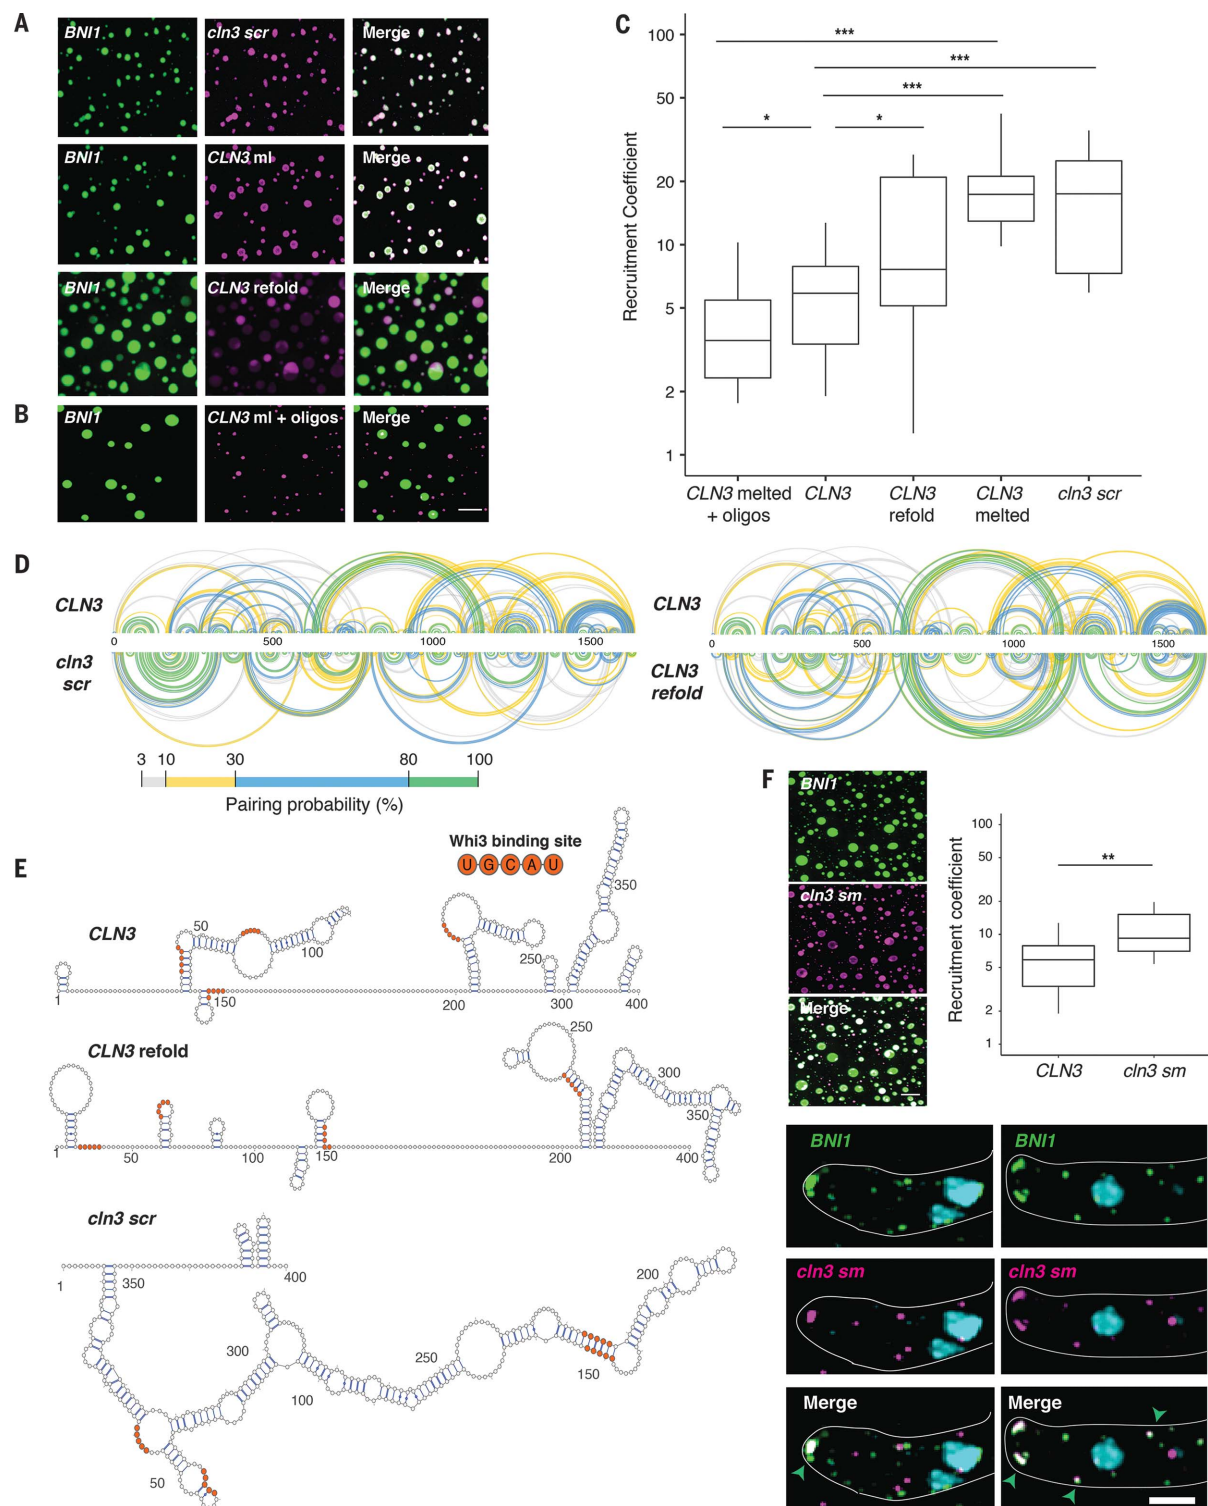 A
BNI1 cln3 scr Merge
BNI1 CLN3 ml Merge
BNI1 CLN3 refold Merge
B
BNI1 CLN3 ml + oligos Merge
C
Recruitment Coefficient
100
50
20
10
5
2
1
***
***
***
* *
CLN3 melted + oligos
CLN3
CLN3 refold
CLN3 melted
cln3 scr
D
CLN3
0 500 1000 1500
cln3 scr
CLN3
0 500 1000 1500
CLN3 refold
3 10 30 80 100
Pairing probability (%)
E
Whi3 binding site
U G C A U
CLN3
1 50 100 150 200 250 300 350 400
CLN3 refold
1 50 100 150 200 250 300 350 400
cln3 scr
1 350 400
200
300 250
100 150
50
F
BNI1
cln3 sm
Merge
Recruitment coefficient
100
50
20
10
5
2
1
**
CLN3 cln3 sm
BNI1 BNI1
cln3 sm cln3 sm
Merge Merge